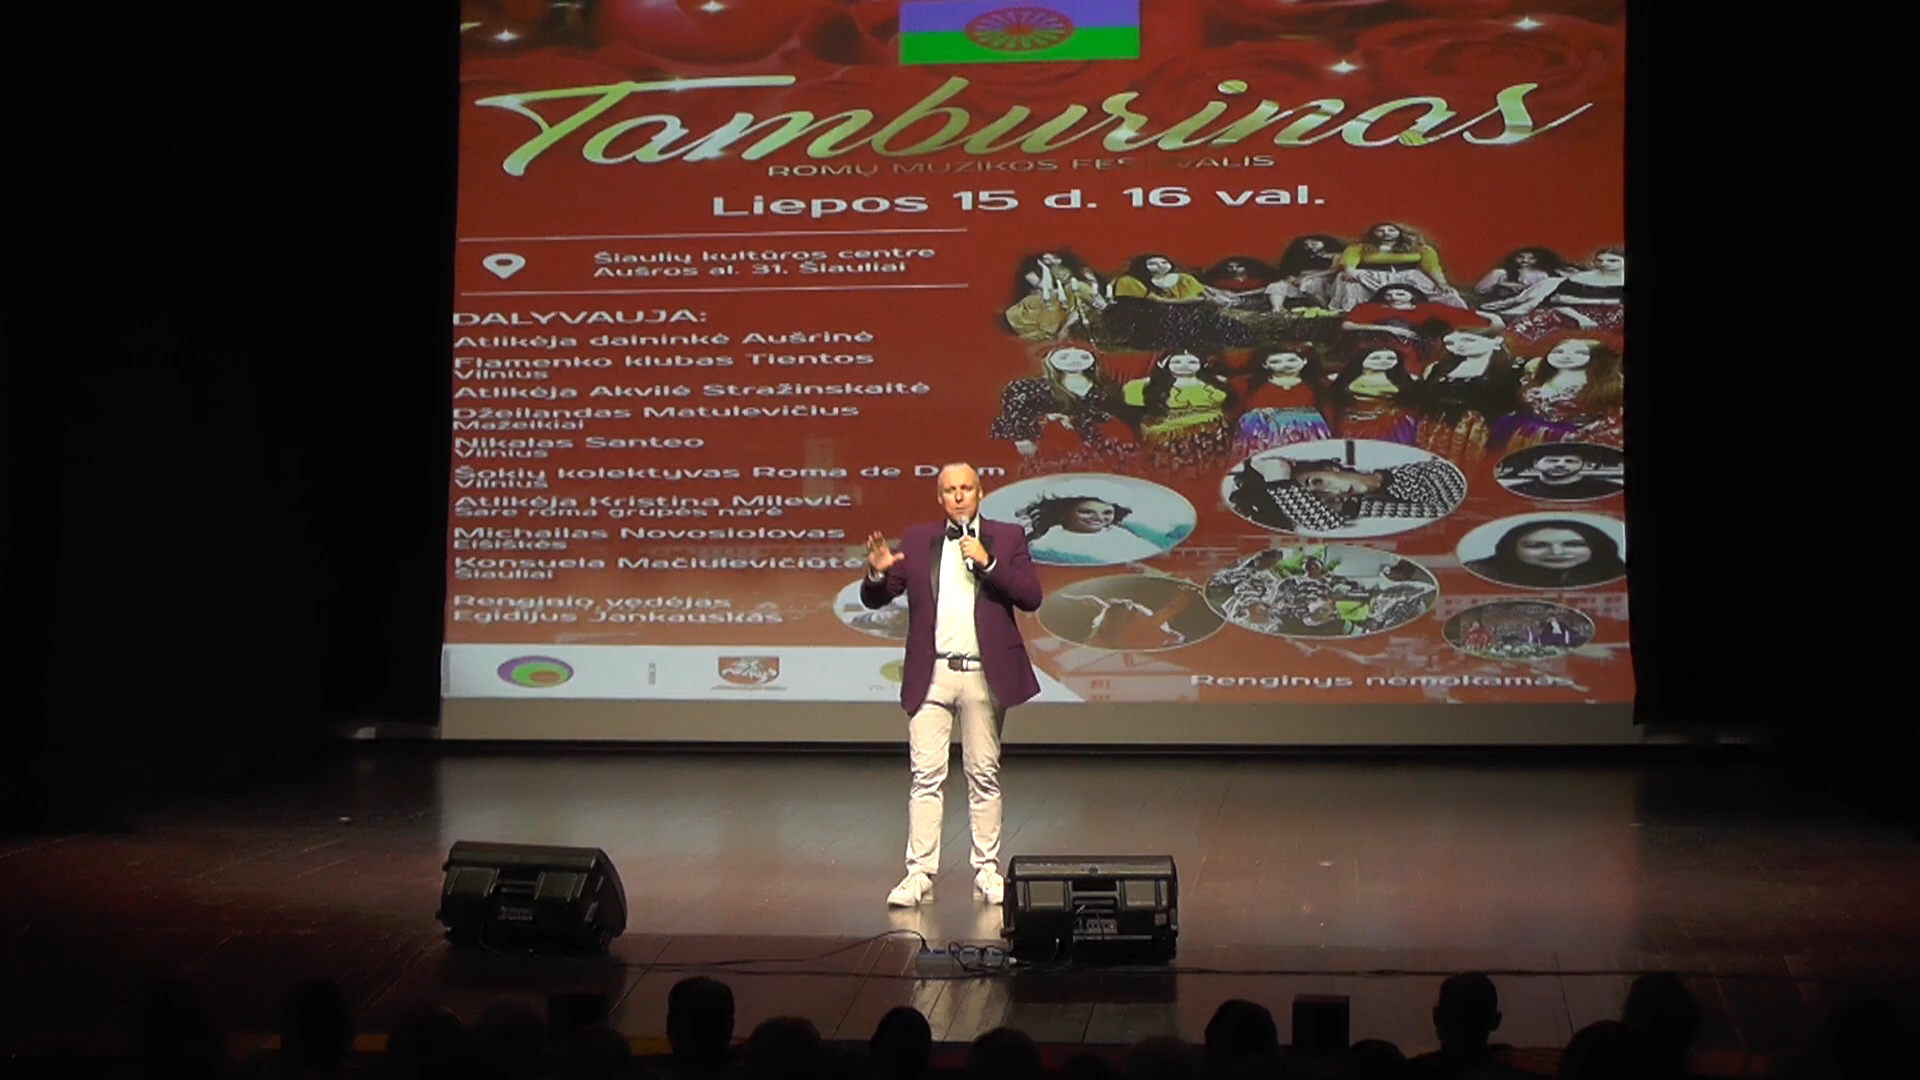 Tamburinas
ROMŲ MUZIKOS FESTIVALIS
Liepos 15 d. 16 val.
Šiaulių kultūros centre
Aušros al. 31. Šiauliai
DALYVAUJA:
Atlikėja daininkė Aušrinė
Flamenko klubas Tientos
Vilnius
Atlikėja Akvilė Stražinskaitė
Džeilandas Matulevičius
Mažeikiai
Nikalas Santeo
Vilnius
Šokių kolektyvas Roma de
Vilnius
Atlikėja Kristina Milevič
Sare roma grupės narė
Michailas Novosiolovas
Eišiškės
Konsuela Mačiulevičiūtė
Šiauliai
Renginio vedėjas
Egidijus Jankauskas
Renginys nemokamas